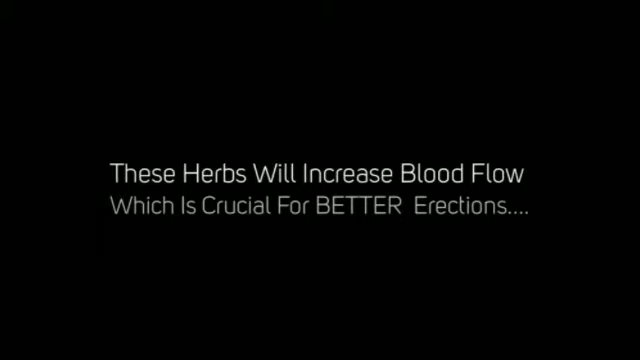 These Herbs Will Increase Blood Flow
Which Is Crucial For BETTER Erections....